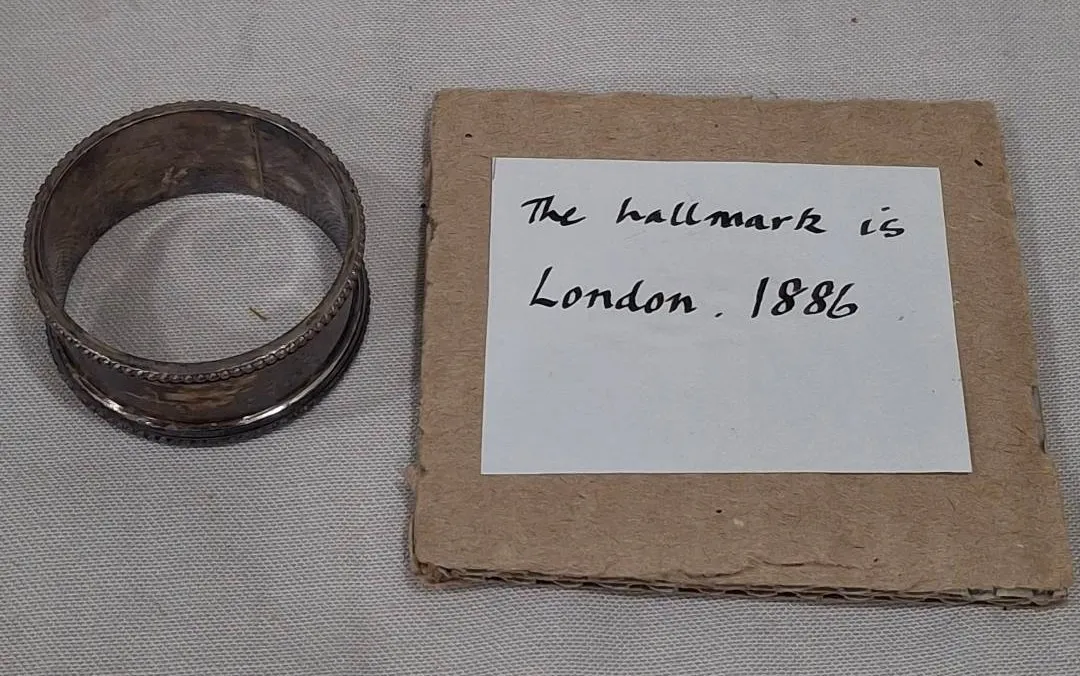 The hallmark is
London. 1886